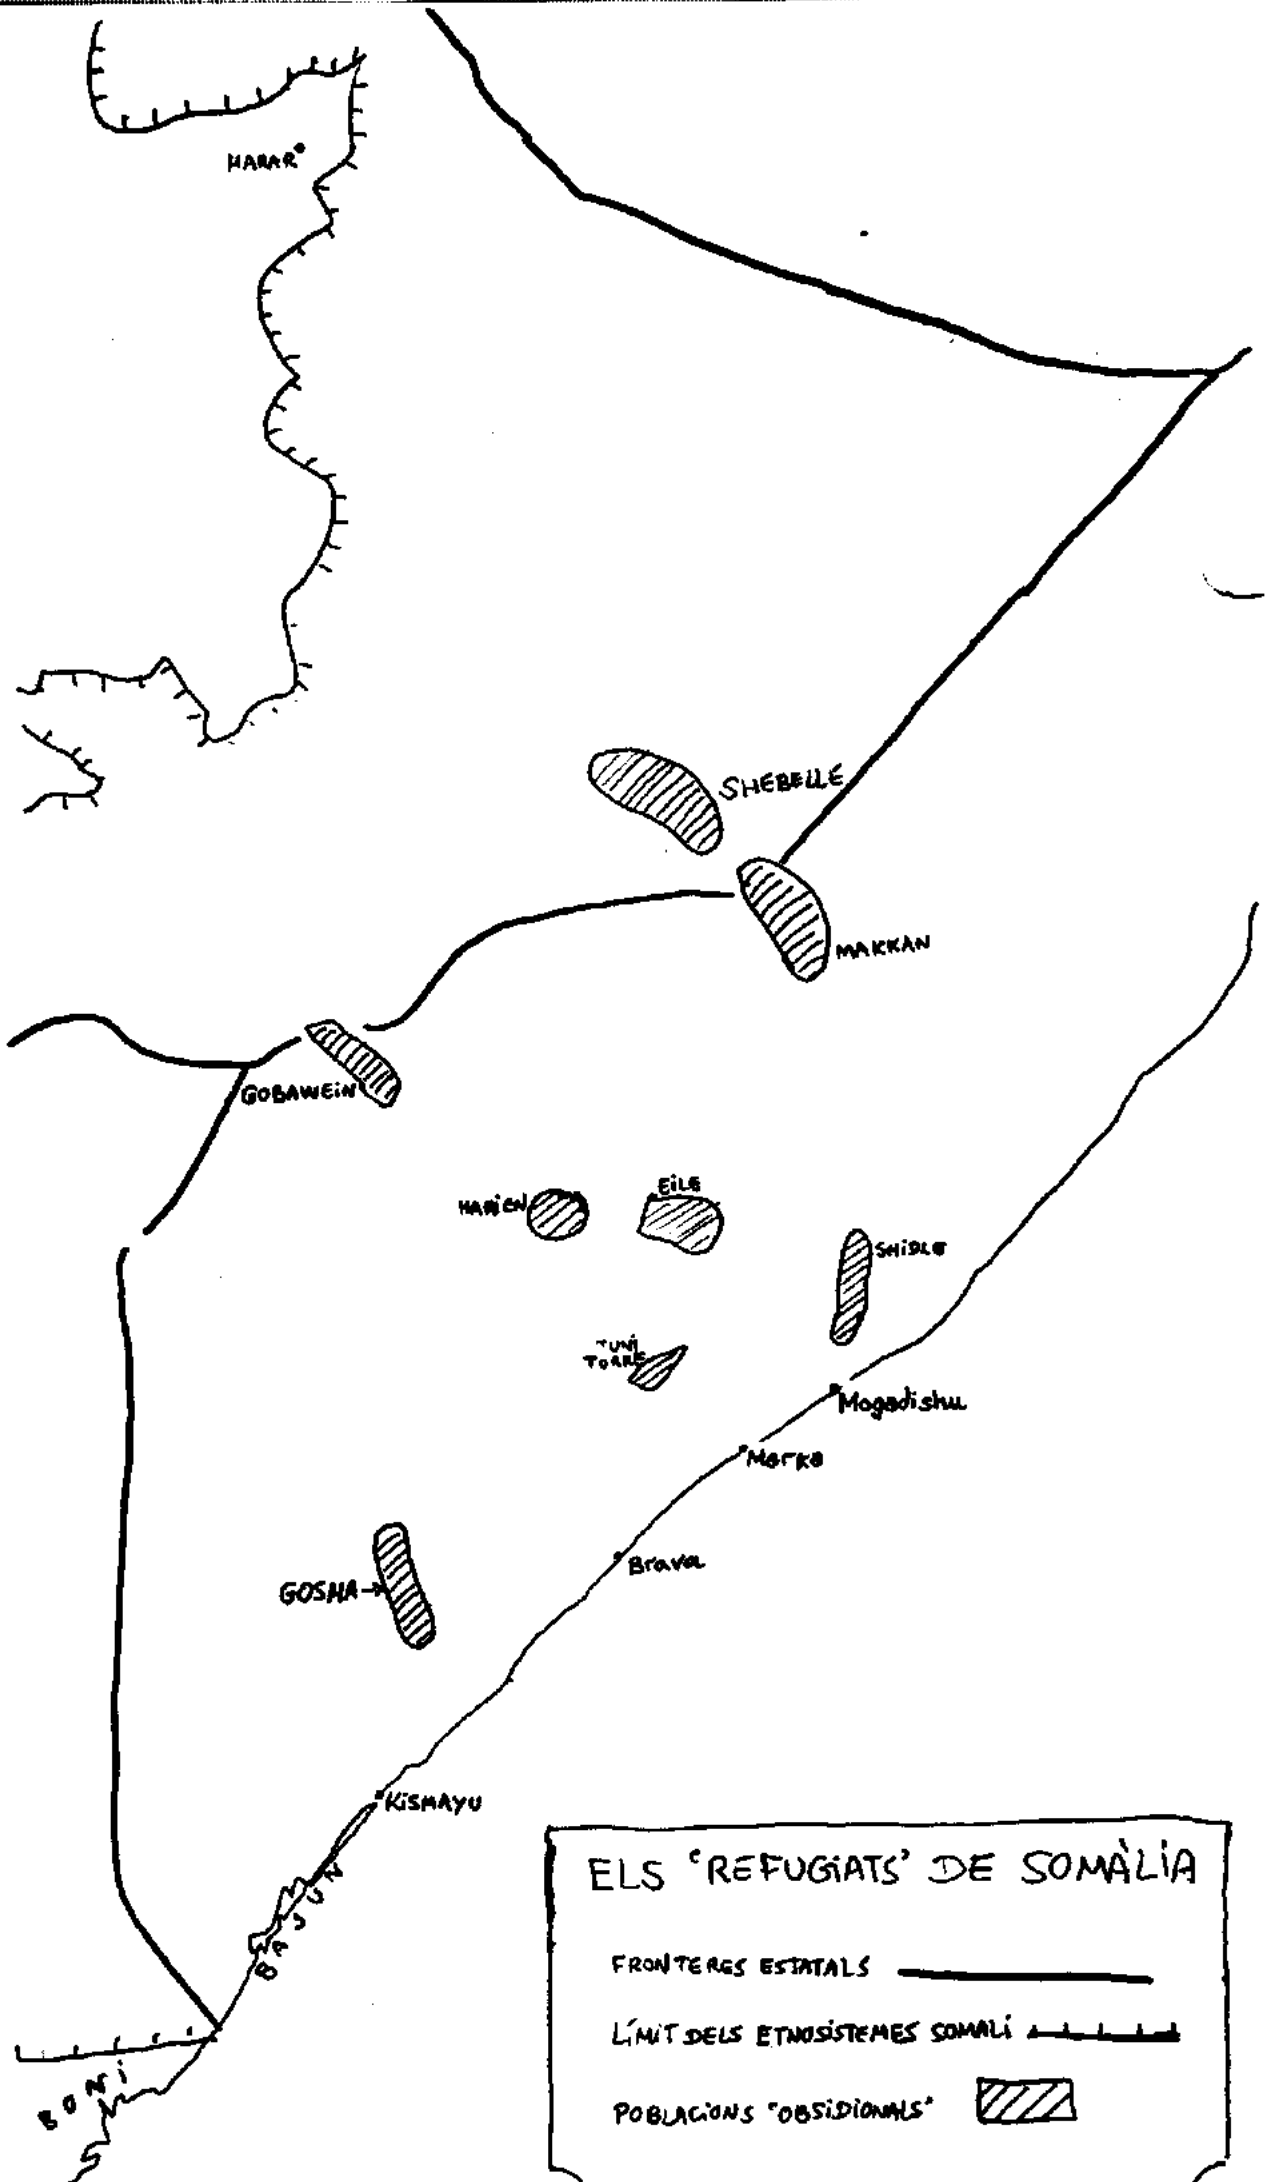 HARAR
SHEBELLE
MAKKAN
GOBAWEIN
HARIEN
EILE
SHIDLE
TUNI
TORRE
Mogadishu
Marka
Brava
GOSHA
KISMAYU
BAJUN
BONI
ELS 'REFUGIATS' DE SOMÀLIA
FRONTERES ESTATALS
LÍMIT DELS ETNOSISTEMES SOMALI
POBLACIONS "OBSIDIONALS"